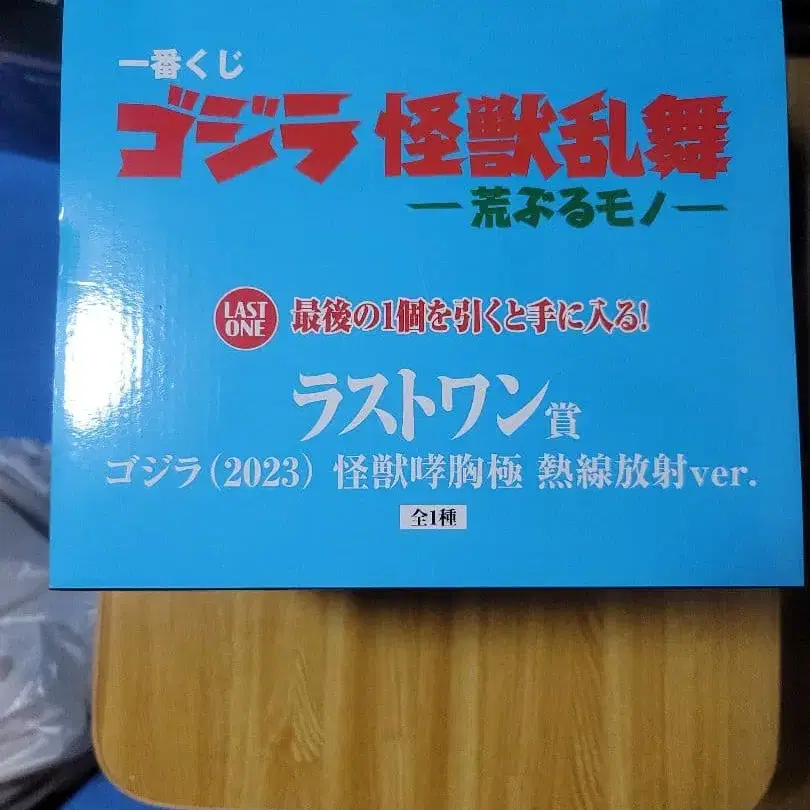 一番くじ
ゴジラ 怪獣乱舞
―荒ぶるモノ―
LAST ONE 最後の1個を引くと手に入る!
ラストワン賞
ゴジラ(2023) 怪獣哮胸極 熱線放射ver.
全1種